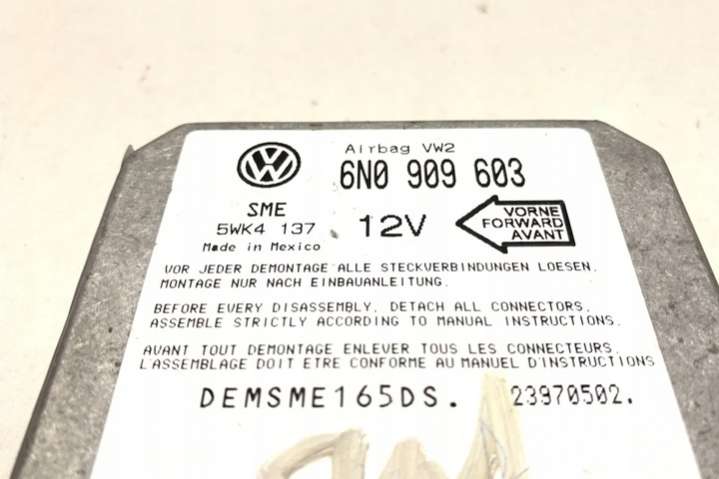 Airbag VW2
6N0 909 603
SME
5WK4 137
Made in Mexico
12V
VORNE
FORWARD
AVANT
VOR JEDER DEMONTAGE ALLE STECKVERBINDUNGEN LOESEN.
MONTAGE NUR NACH EINBAUANLEITUNG.
BEFORE EVERY DISASSEMBLY, DETACH ALL CONNECTORS.
ASSEMBLE STRICTLY ACCORDING TO MANUAL INSTRUCTIONS.
AVANT TOUT DEMONTAGE ENLEVER TOUS LES CONNECTEURS.
L'ASSEMBLAGE DOIT ETRE CONFORME AU MANUEL D'INSTRUCTIONS
DEMSME165DS. 23970502.